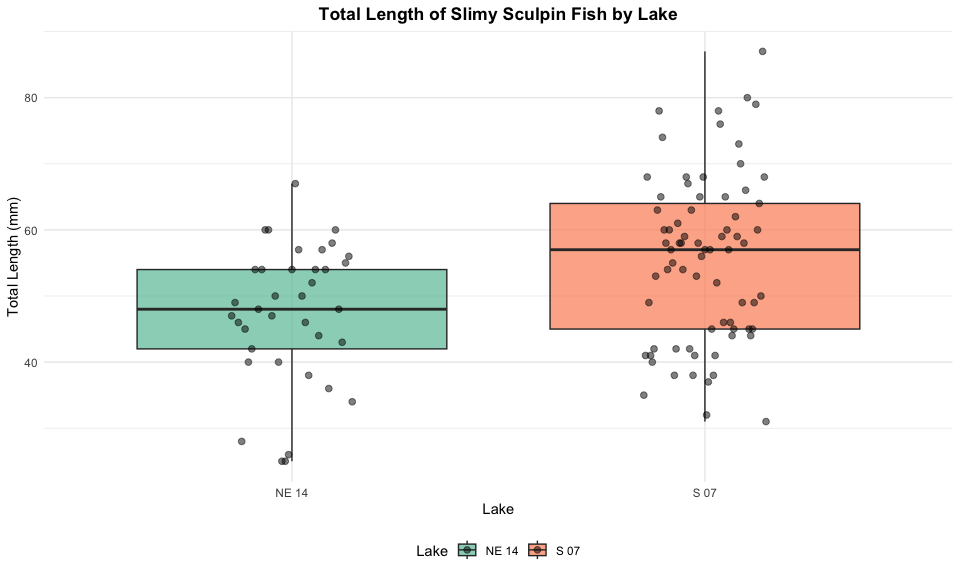 Total Length of Slimy Sculpin Fish by Lake
Total Length (mm)
80
60
40
NE 14
S 07
Lake
Lake NE 14 S 07